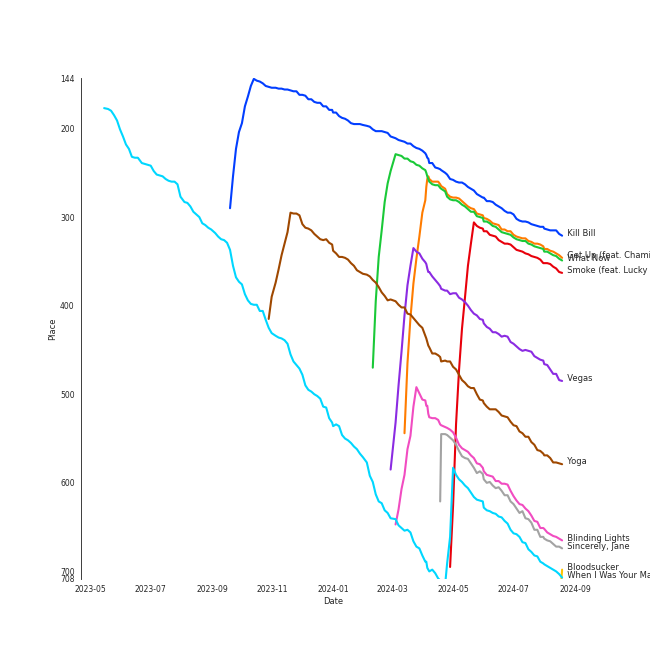 144
200
300
400
500
600
700
708
Place
2023-05
2023-07
2023-09
2023-11
2024-01
2024-03
2024-05
2024-07
2024-09
Date
Kill Bill
Get Up (feat. Chami
What Now
Smoke (feat. Lucky
Vegas
Yoga
Blinding Lights
Sincerely, Jane
Bloodsucker
When I Was Your Ma